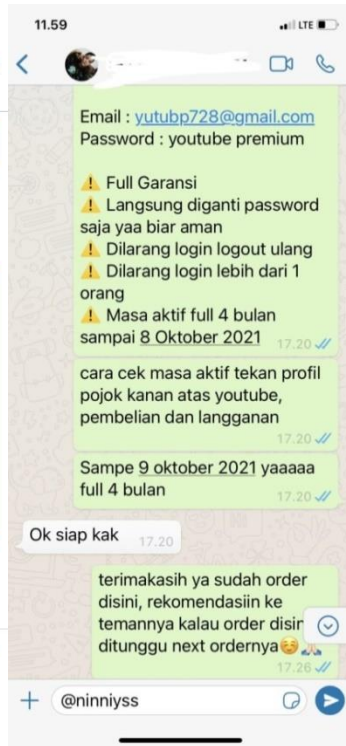 11.59
LTE
Email : yutubp728@gmail.com
Password : youtube premium
Full Garansi
Langsung diganti password
saja yaa biar aman
Dilarang login logout ulang
Dilarang login lebih dari 1
orang
Masa aktif full 4 bulan
sampai 8 Oktober 2021 17.20
cara cek masa aktif tekan profil
pojok kanan atas youtube,
pembelian dan langganan
17.20
Sampe 9 oktober 2021 yaaaaa
full 4 bulan 17.20
Ok siap kak 17.20
terimakasih ya sudah order
disini, rekomendasiin ke
temannya kalau order
ditunggu next ordernya☺️🙏🏻
17.26
@ninniyss